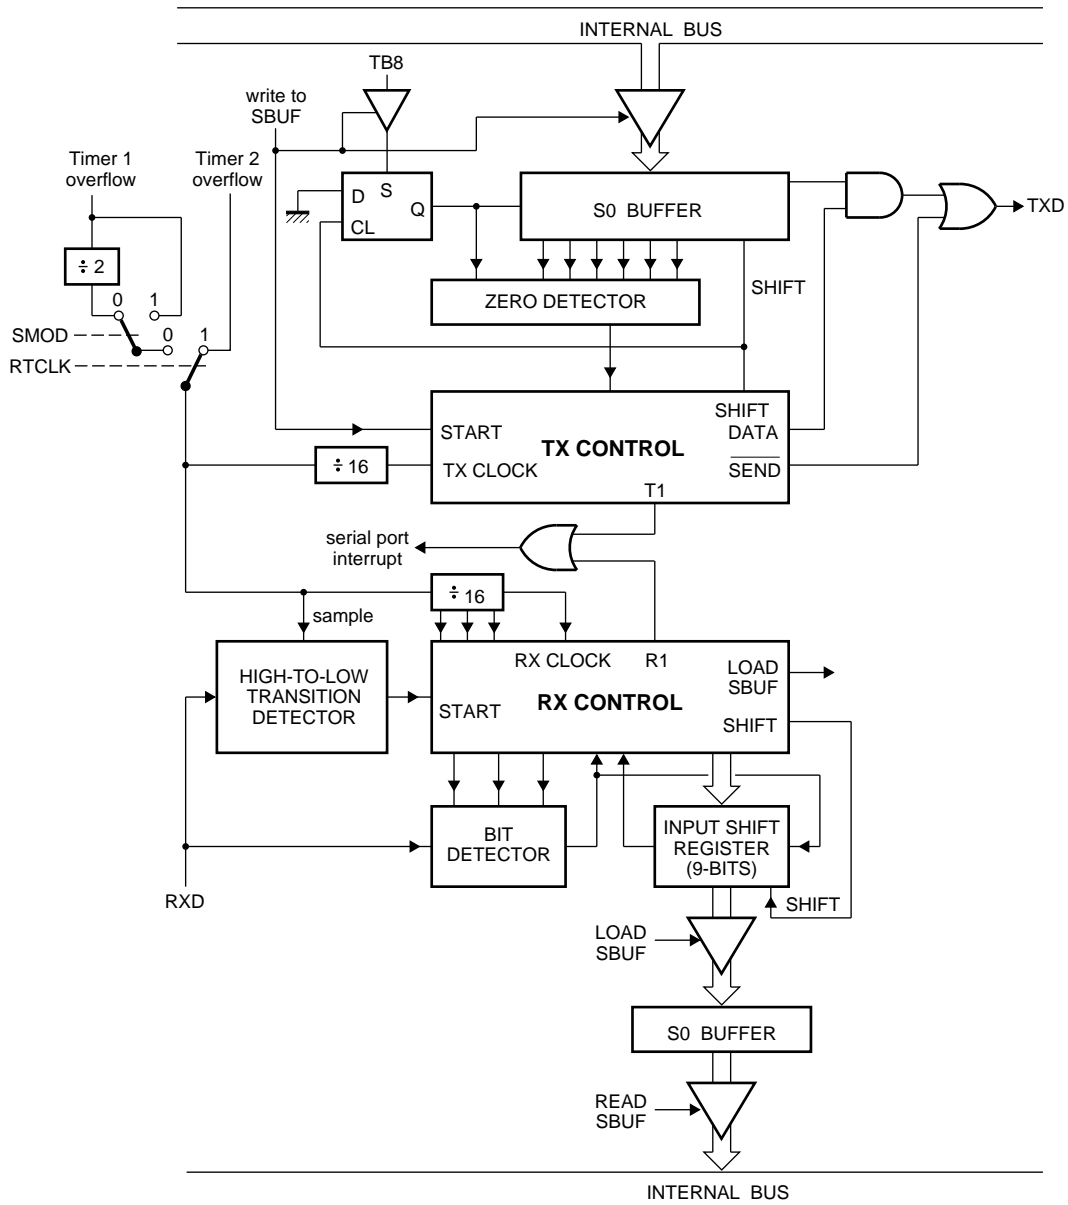 INTERNAL BUS
TB8
write to
SBUF
Timer 1
overflow
Timer 2
overflow
D
S
Q
CL
S0 BUFFER
TXD
÷ 2
ZERO DETECTOR
SHIFT
0
1
SMOD
0
1
RTCLK
START
TX CONTROL
SHIFT
DATA
÷ 16
TX CLOCK
SEND
T1
serial port
interrupt
÷ 16
sample
HIGH-TO-LOW
TRANSITION
DETECTOR
RX CLOCK
R1
LOAD
SBUF
START
RX CONTROL
SHIFT
BIT
DETECTOR
INPUT SHIFT
REGISTER
(9-BITS)
RXD
SHIFT
LOAD
SBUF
S0 BUFFER
READ
SBUF
INTERNAL BUS